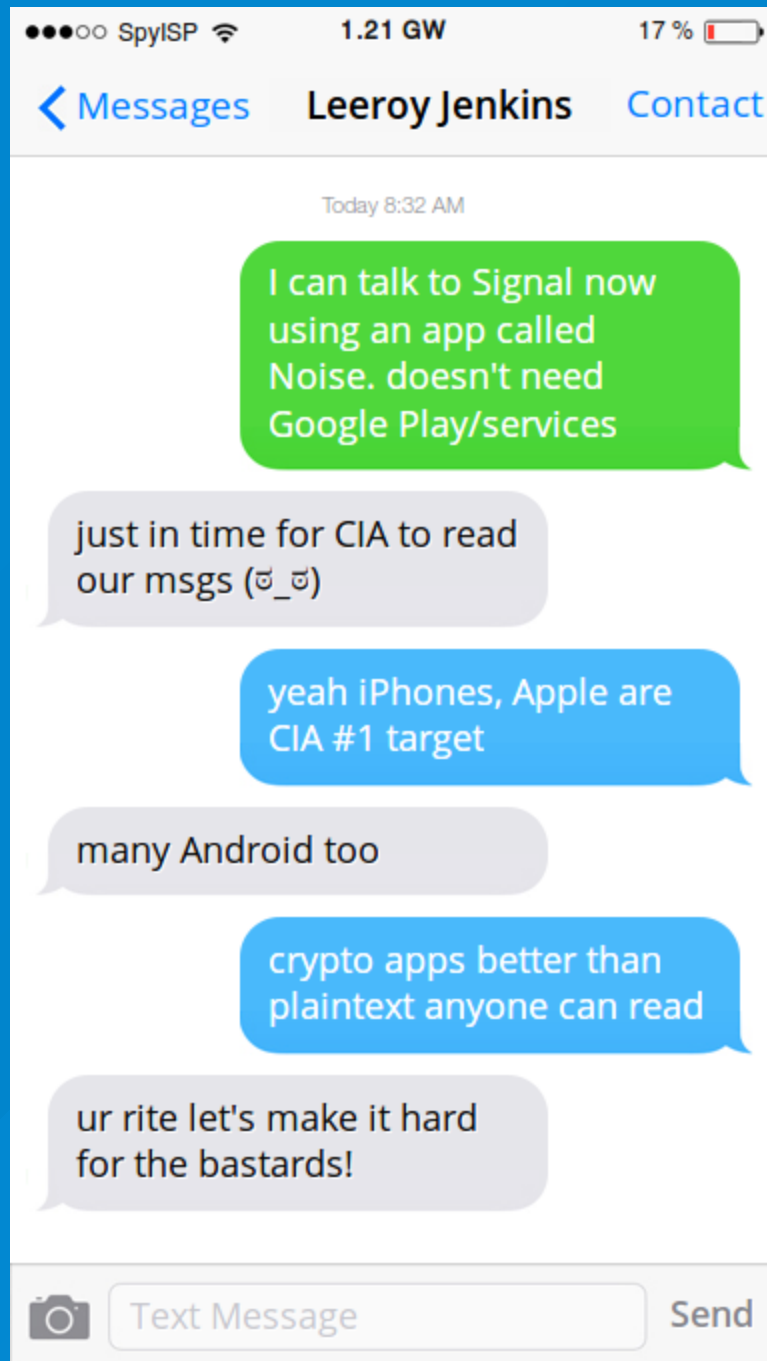 SpyISP 1.21 GW 17 %
Messages Leeroy Jenkins Contact
Today 8:32 AM
I can talk to Signal now
using an app called
Noise. doesn't need
Google Play/services
just in time for CIA to read
our msgs (ಠ_ಠ)
yeah iPhones, Apple are
CIA #1 target
many Android too
crypto apps better than
plaintext anyone can read
ur rite let's make it hard
for the bastards!
Text Message Send